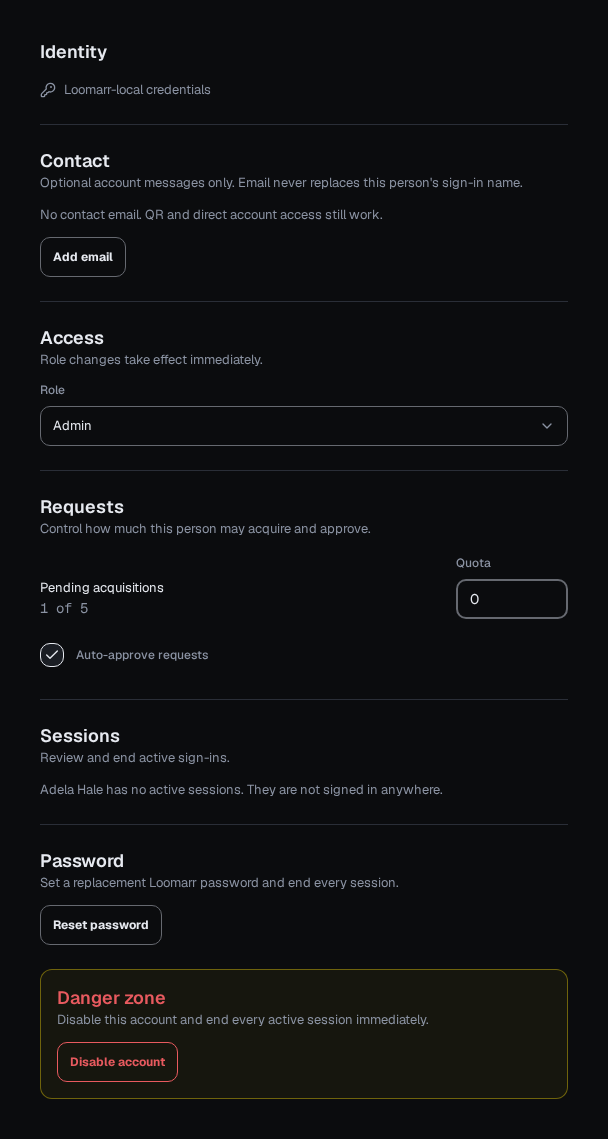 Identity
Loomarr-local credentials
Contact
Optional account messages only. Email never replaces this person's sign-in name.
No contact email. QR and direct account access still work.
Add email
Access
Role changes take effect immediately.
Role
Admin
Requests
Control how much this person may acquire and approve.
Quota
Pending acquisitions
0
1 of 5
Auto-approve requests
Sessions
Review and end active sign-ins.
Adela Hale has no active sessions. They are not signed in anywhere.
Password
Set a replacement Loomarr password and end every session.
Reset password
Danger zone
Disable this account and end every active session immediately.
Disable account